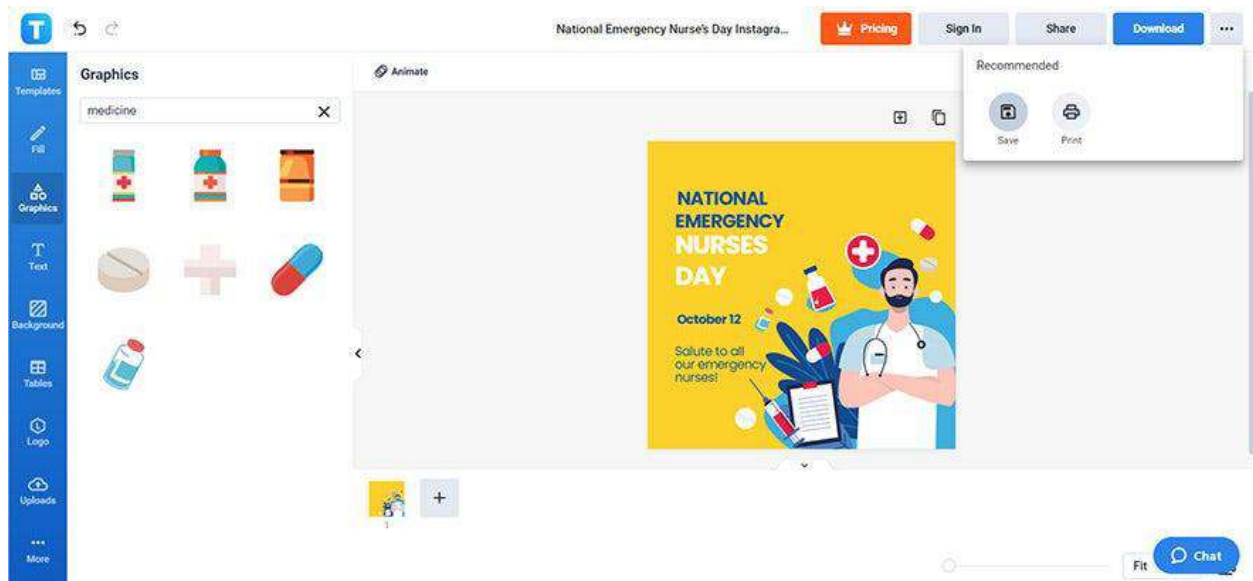 T
National Emergency Nurse's Day Instagra...
Pricing
Sign In
Share
Download
Templates
Fill
Graphics
Text
Background
Tables
Logo
Uploads
More
Graphics
medicine
Animate
Recommended
Save
Print
NATIONAL
EMERGENCY
NURSES
DAY
October 12
Salute to all
our emergency
nurses!
1
Fit
Chat